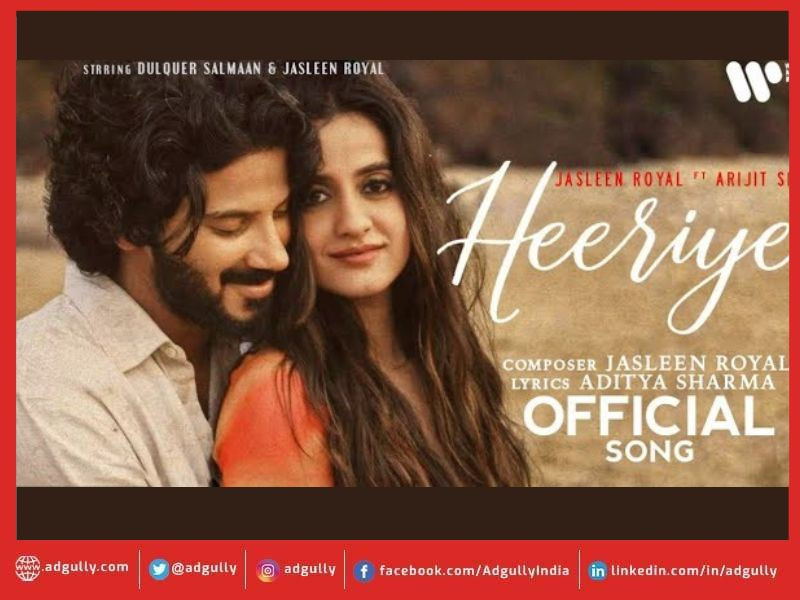 STRRING DULQUER SALMAAN & JASLEEN ROYAL
JASLEEN ROYAL FT ARIJIT
Heeriye
COMPOSER JASLEEN ROYAL
LYRICS ADITYA SHARMA
OFFICIAL
SONG
www.adgully.com
@adgully
adgully
facebook.com/AdgullyIndia
linkedin.com/in/adgully